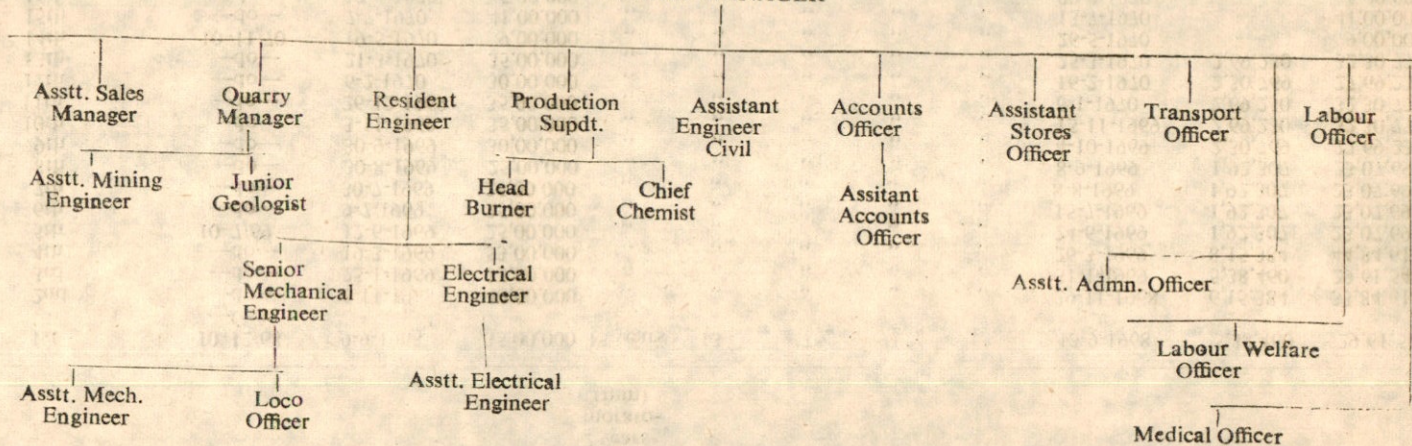 Asstt. Sales
Manager
Quarry
Manager
Resident
Engineer
Production
Supdt.
Assistant
Engineer
Civil
Accounts
Officer
Assistant
Stores
Officer
Transport
Officer
Labour
Officer
Asstt. Mining
Engineer
Junior
Geologist
Head
Burner
Chief
Chemist
Assitant
Accounts
Officer
Senior
Mechanical
Engineer
Electrical
Engineer
Asstt. Admn. Officer
Labour Welfare
Officer
Asstt. Mech.
Engineer
Loco
Officer
Asstt. Electrical
Engineer
Medical Officer